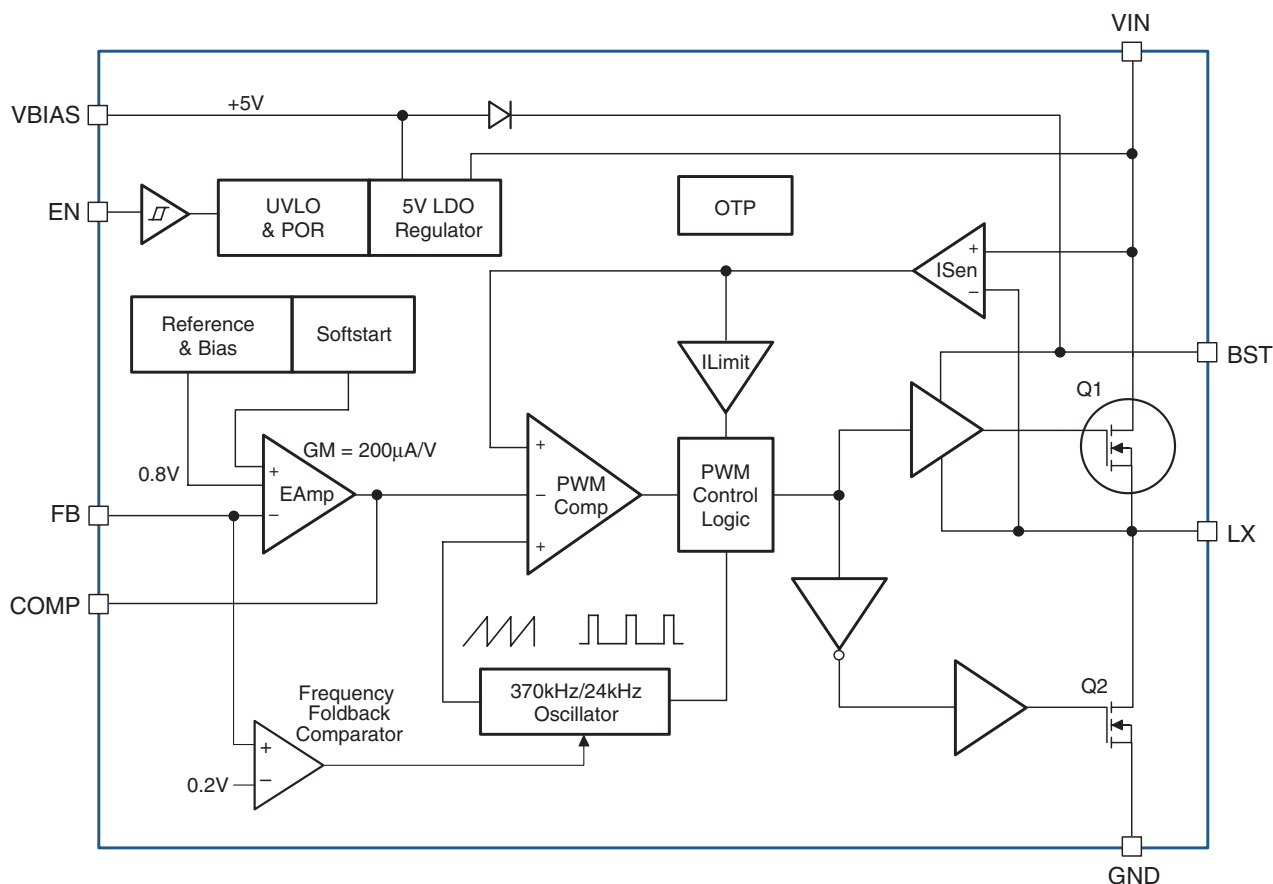 VIN
VBIAS
+5V
EN
UVLO
& POR
5V LDO
Regulator
OTP
+
ISen
−
Reference
& Bias
Softstart
ILimit
BST
Q1
GM = 200µA/V
0.8V
+
EAmp
−
+
−
PWM
Comp
+
PWM
Control
Logic
FB
LX
COMP
370kHz/24kHz
Oscillator
Frequency
Foldback
Comparator
Q2
+
0.2V
−
GND